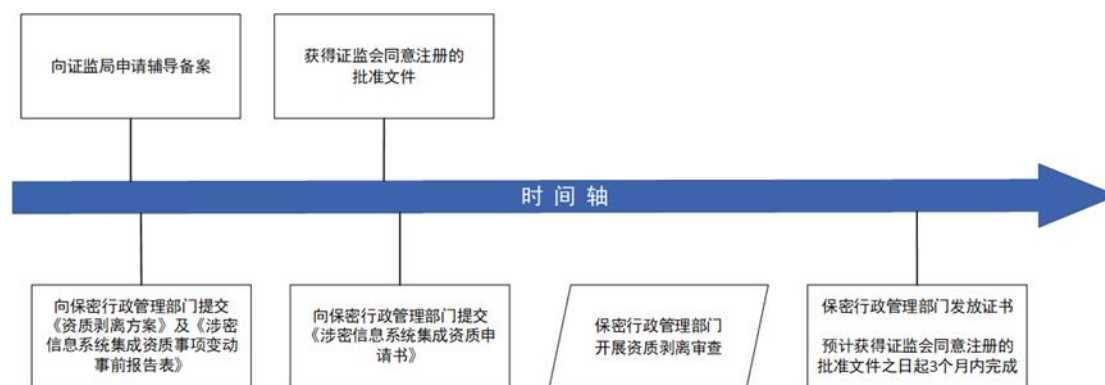 向证监局申请辅导备案
获得证监会同意注册的
批准文件
时间轴
向保密行政管理部门提交
《资质剥离方案》及《涉密
信息系统集成资质事项变动
事前报告表》
向保密行政管理部门提交
《涉密信息系统集成资质申
请书》
保密行政管理部门
开展资质剥离审查
保密行政管理部门发放证书
预计获得证监会同意注册的
批准文件之日起3个月内完成